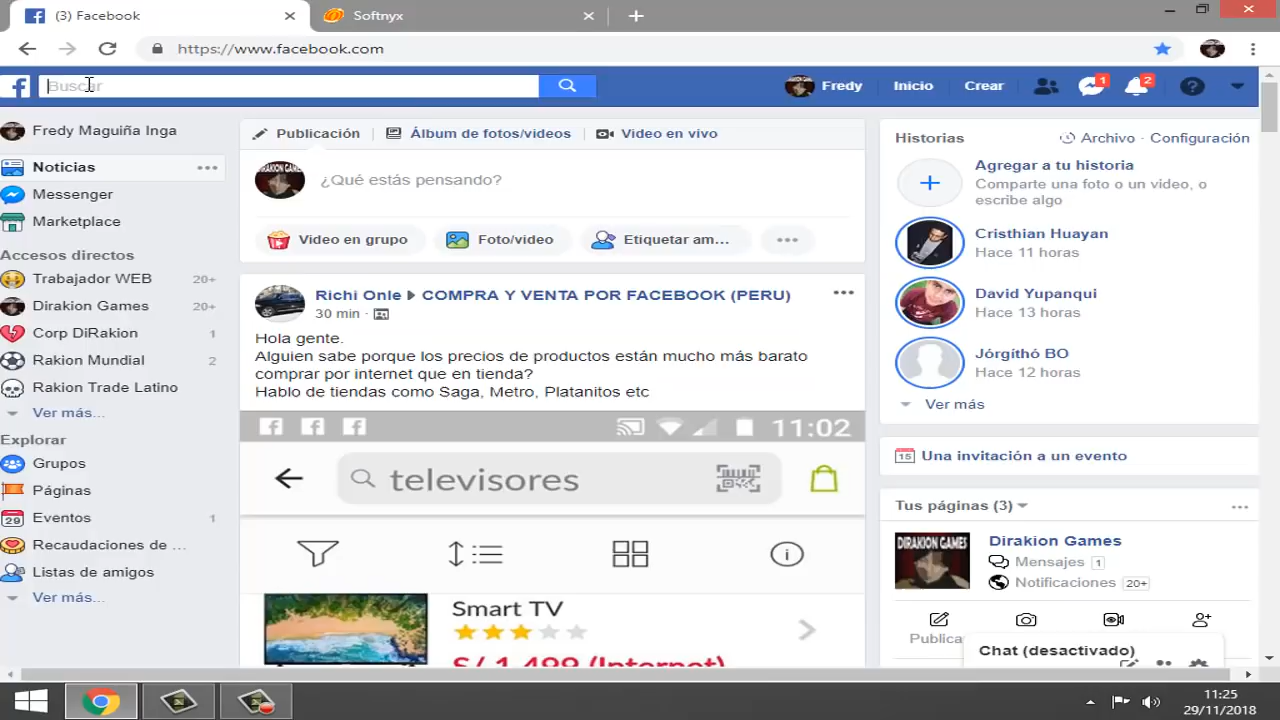 (3) Facebook
Softnyx
https://www.facebook.com
Buscar
Fredy
Inicio
Crear
1
2
Fredy Maguiña Inga
Noticias
Messenger
Marketplace
Accesos directos
Trabajador WEB 20+
Dirakion Games 20+
Corp DiRakion 1
Rakion Mundial 2
Rakion Trade Latino
Ver más...
Explorar
Grupos
Páginas
29 Eventos 1
Recaudaciones de ...
Listas de amigos
Ver más...
Publicación
Álbum de fotos/videos
Video en vivo
DIRAKION GAMES
¿Qué estás pensando?
Video en grupo
Foto/video
Etiquetar am...
Richi Onle COMPRA Y VENTA POR FACEBOOK (PERU)
30 min ·
Hola gente.
Alguien sabe porque los precios de productos están mucho más barato
comprar por internet que en tienda?
Hablo de tiendas como Saga, Metro, Platanitos etc
11:02
televisores
Smart TV
S/ 1,499 (Internet)
Historias
Archivo · Configuración
Agregar a tu historia
Comparte una foto o un video, o
escribe algo
Cristhian Huayan
Hace 11 horas
David Yupanqui
Hace 13 horas
Jórgíthó BO
Hace 12 horas
Ver más
15 Una invitación a un evento
Tus páginas (3)
DIRAKION GAMES
Dirakion Games
Mensajes 1
Notificaciones 20+
Publica
Chat (desactivado)
11:25
29/11/2018